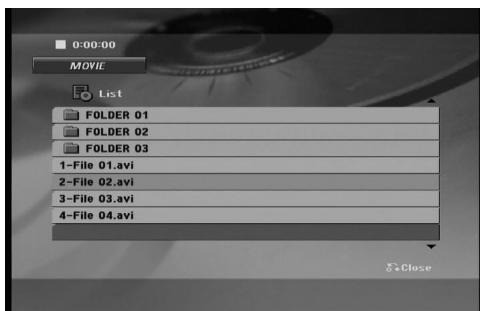 0:00:00
MOVIE
List
FOLDER 01
FOLDER 02
FOLDER 03
1-File 01.avi
2-File 02.avi
3-File 03.avi
4-File 04.avi
Close